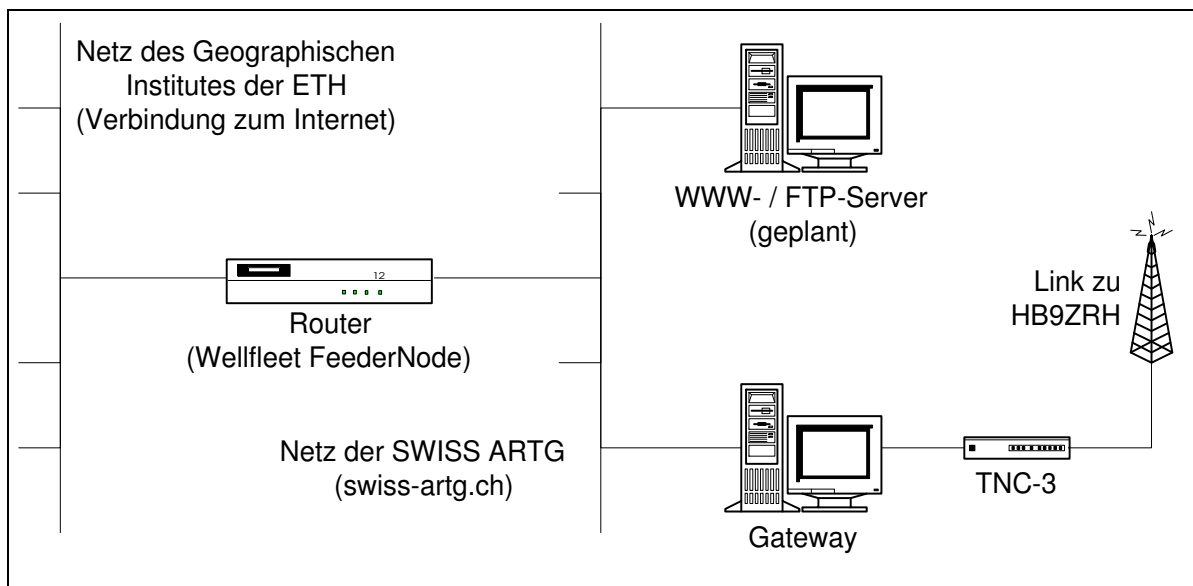 Netz des Geographischen
Institutes der ETH
(Verbindung zum Internet)
WWW- / FTP-Server
(geplant)
12
Router
(Wellfleet FeederNode)
Link zu
HB9ZRH
Netz der SWISS ARTG
(swiss-artg.ch)
TNC-3
Gateway